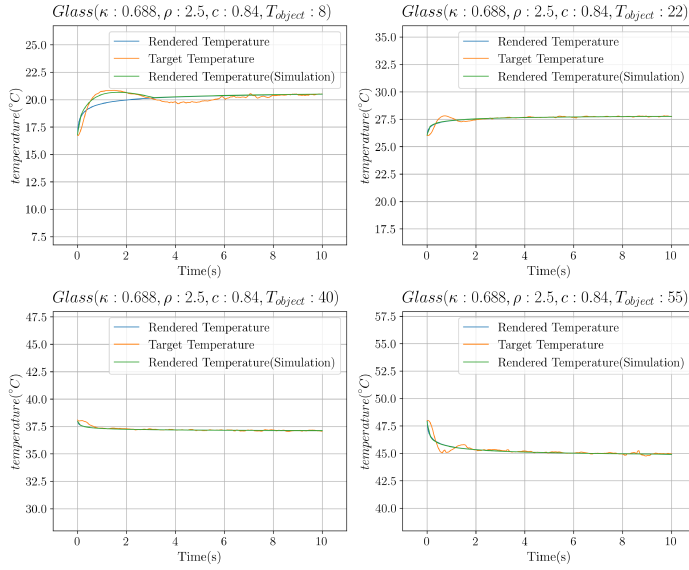 Glass(κ : 0.688, ρ : 2.5, c : 0.84, T_object : 8)
Rendered Temperature
Target Temperature
Rendered Temperature(Simulation)
temperature(°C)
25.0
22.5
20.0
17.5
15.0
12.5
10.0
7.5
0 2 4 6 8 10
Time(s)
Glass(κ : 0.688, ρ : 2.5, c : 0.84, T_object : 22)
Rendered Temperature
Target Temperature
Rendered Temperature(Simulation)
temperature(°C)
35.0
32.5
30.0
27.5
25.0
22.5
20.0
17.5
0 2 4 6 8 10
Time(s)
Glass(κ : 0.688, ρ : 2.5, c : 0.84, T_object : 40)
Rendered Temperature
Target Temperature
Rendered Temperature(Simulation)
temperature(°C)
47.5
45.0
42.5
40.0
37.5
35.0
32.5
30.0
0 2 4 6 8 10
Time(s)
Glass(κ : 0.688, ρ : 2.5, c : 0.84, T_object : 55)
Rendered Temperature
Target Temperature
Rendered Temperature(Simulation)
temperature(°C)
57.5
55.0
52.5
50.0
47.5
45.0
42.5
40.0
0 2 4 6 8 10
Time(s)